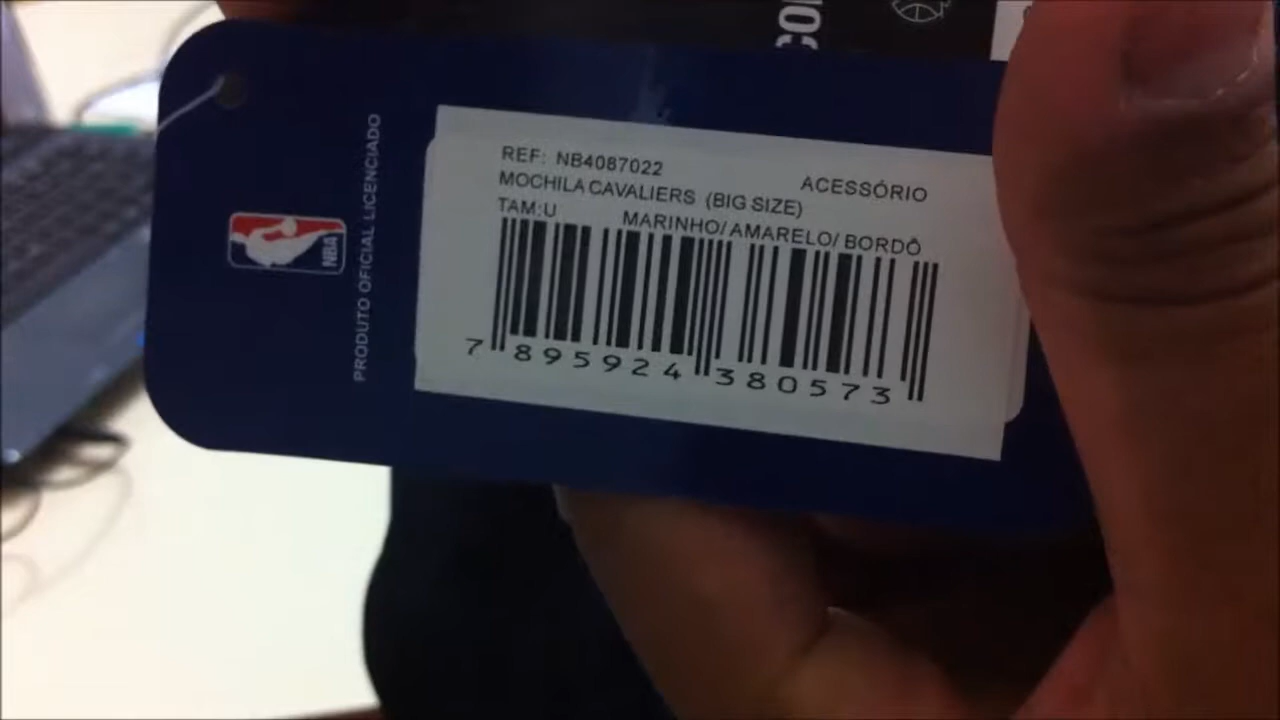 PRODUTO OFICIAL LICENCIADO
NBA
REF: NB4087022
ACESSÓRIO
MOCHILA CAVALIERS (BIG SIZE)
TAM:U MARINHO/ AMARELO/ BORDÔ
7 895924 380573